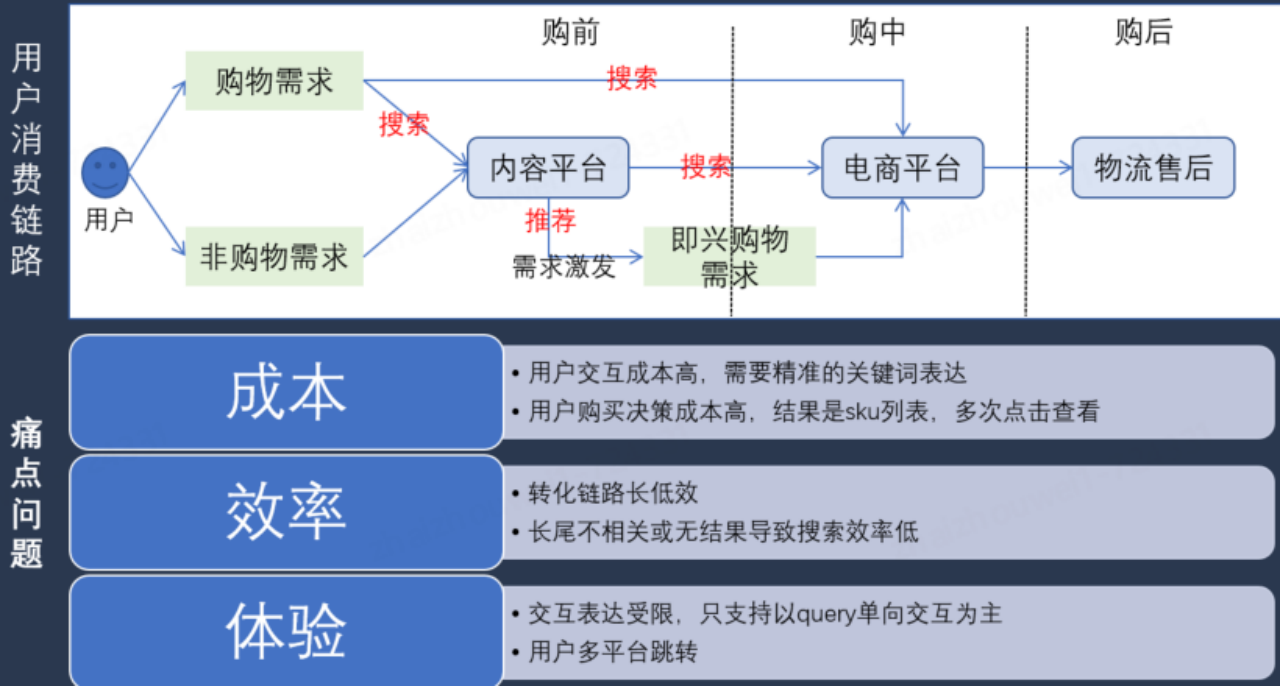 用户消费链路
购前
购中
购后
购物需求
搜索
搜索
用户
内容平台
搜索
电商平台
物流售后
推荐
非购物需求
需求激发
即兴购物
需求
痛点问题
成本
• 用户交互成本高，需要精准的关键词表达
• 用户购买决策成本高，结果是sku列表，多次点击查看
效率
• 转化链路长低效
• 长尾不相关或无结果导致搜索效率低
体验
• 交互表达受限，只支持以query单向交互为主
• 用户多平台跳转